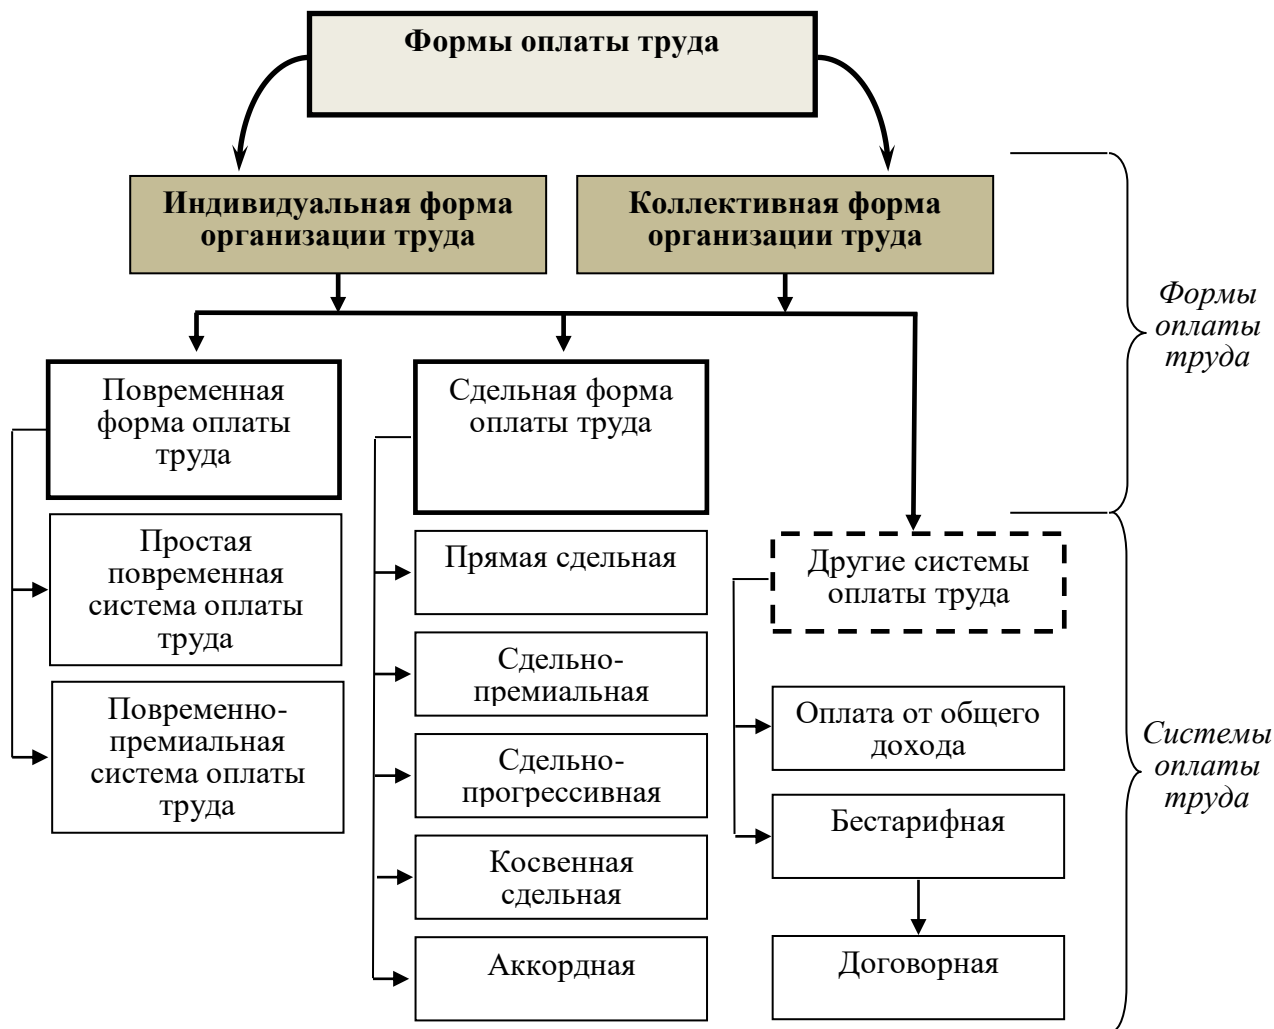 Формы оплаты труда
Индивидуальная форма
организации труда
Коллективная форма
организации труда
Формы
оплаты
труда
Повременная
форма оплаты
труда
Сдельная форма
оплаты труда
Простая
повременная
система оплаты
труда
Повременно-
премиальная
система оплаты
труда
Прямая сдельная
Сдельно-
премиальная
Сдельно-
прогрессивная
Косвенная
сдельная
Аккордная
Другие системы
оплаты труда
Оплата от общего
дохода
Бестарифная
Договорная
Системы
оплаты
труда